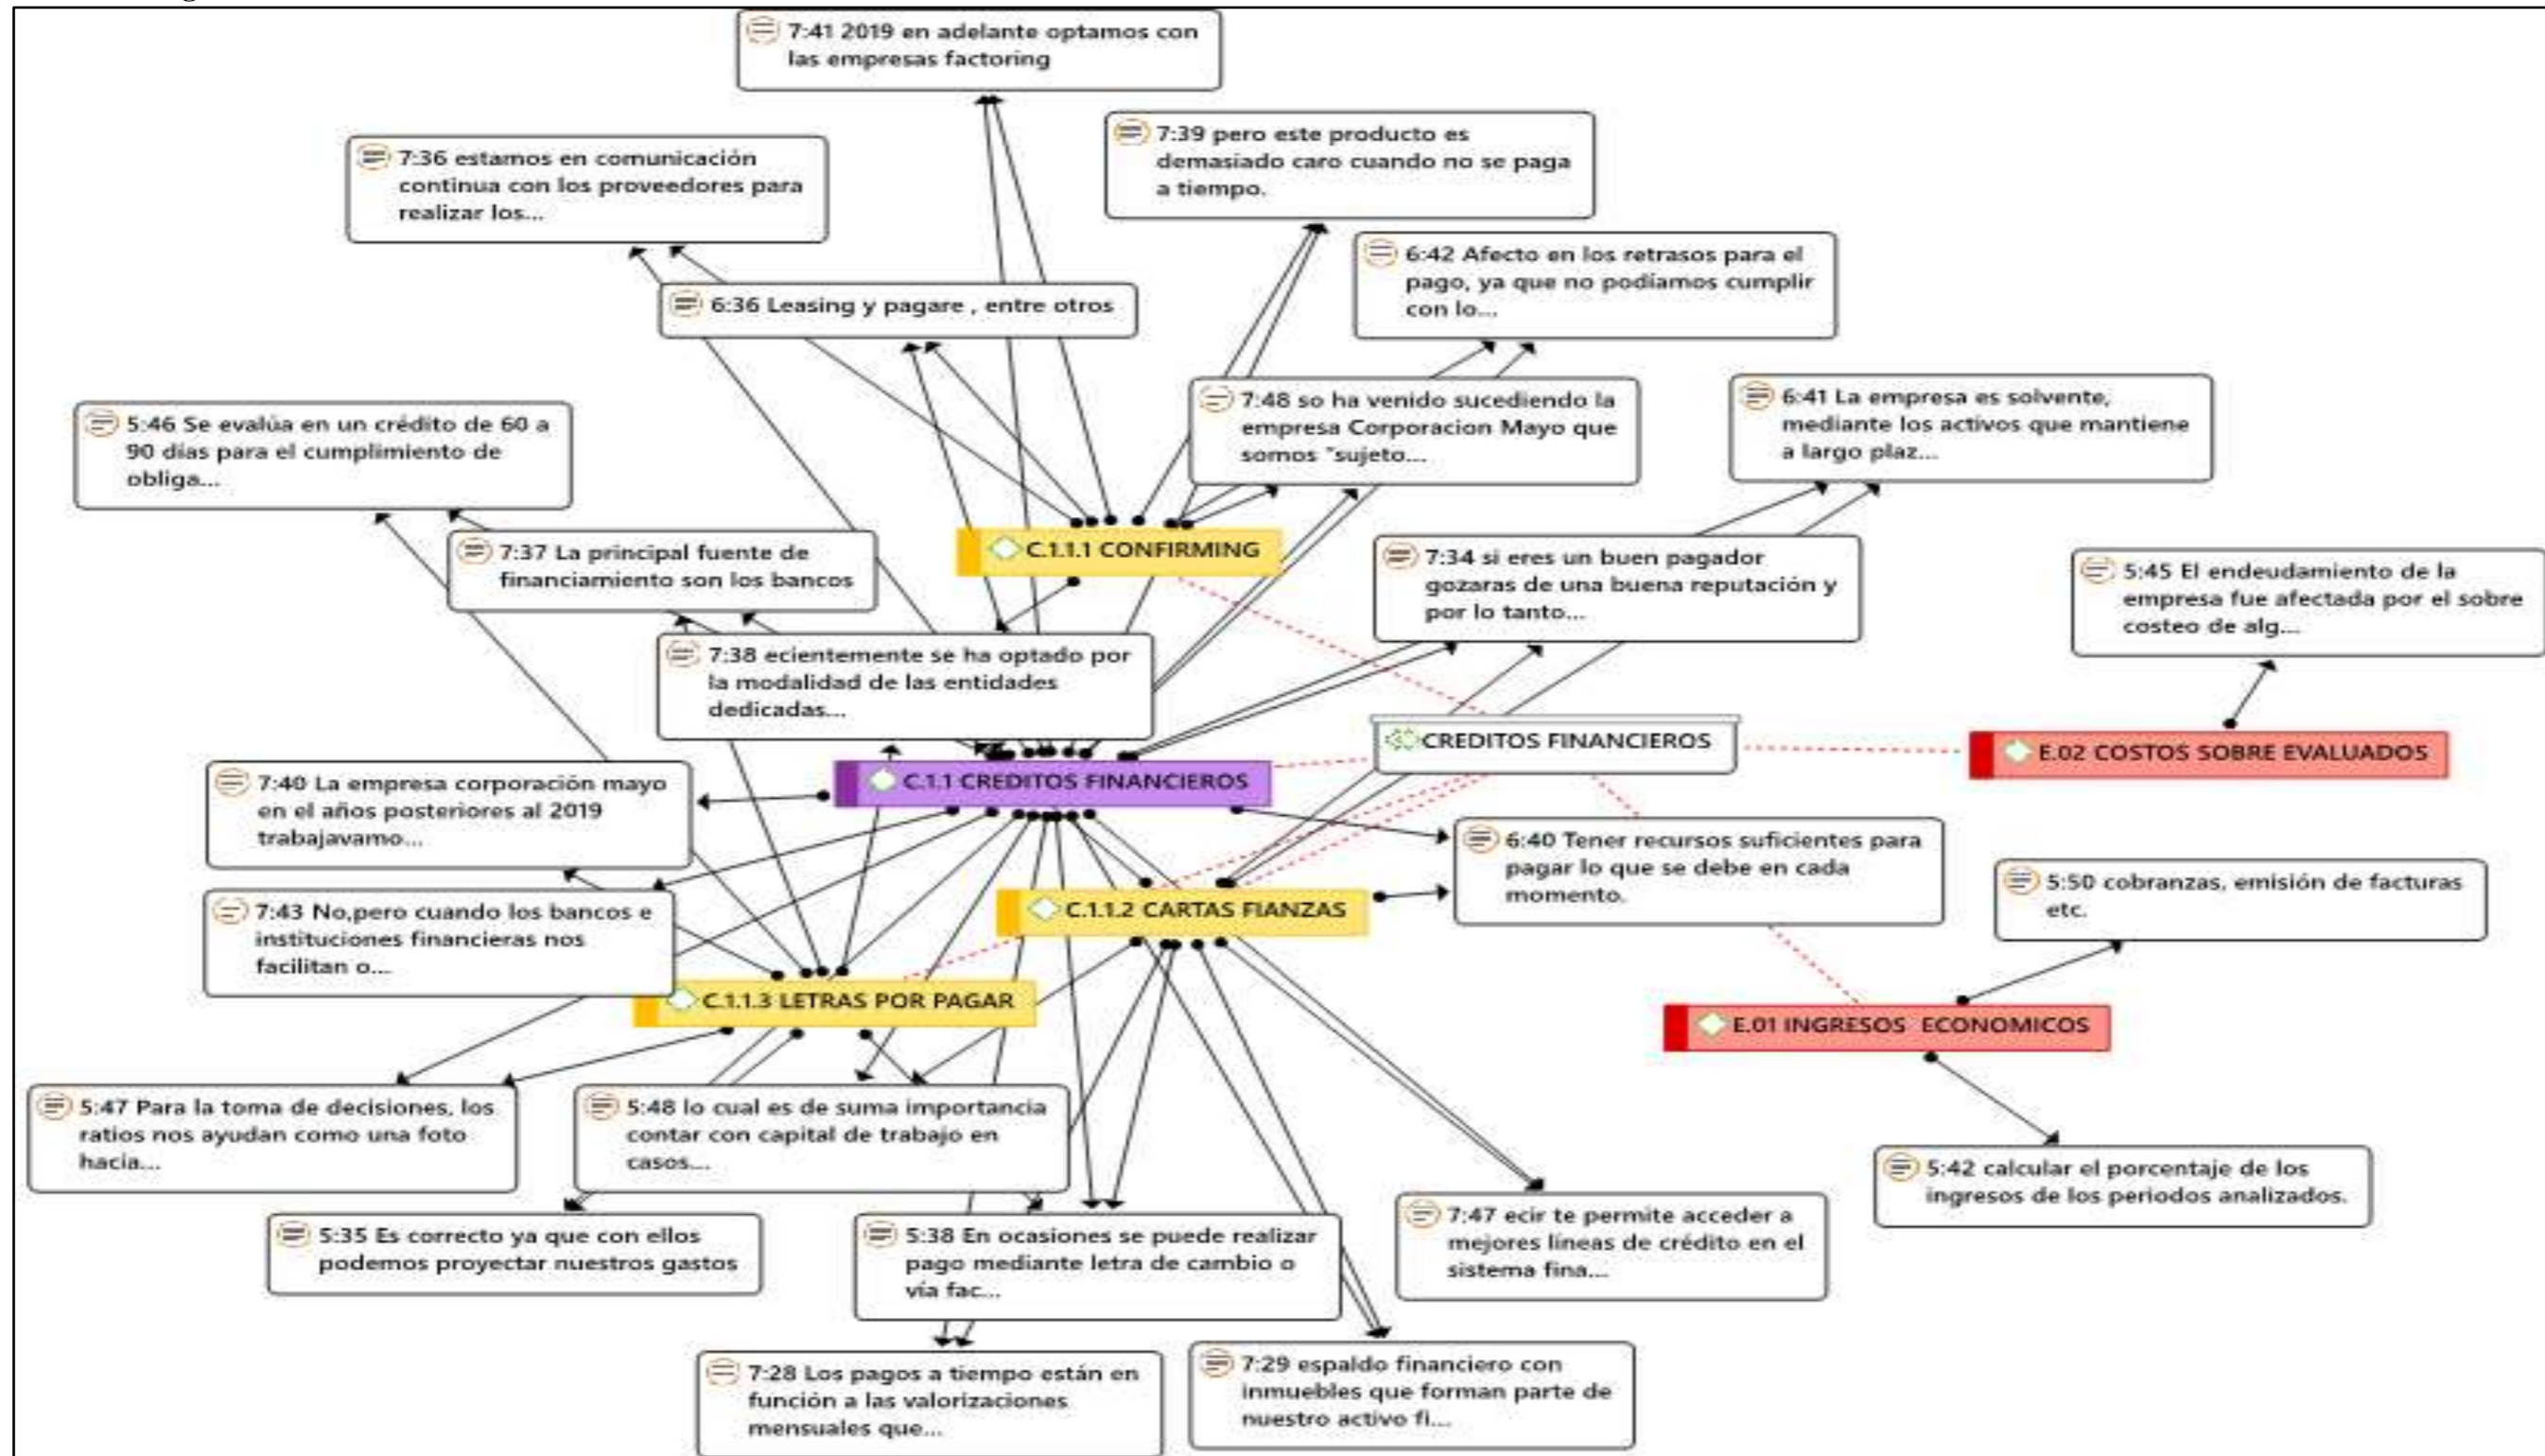 7:41 2019 en adelante optamos con
las empresas factoring
7:39 pero este producto es
demasiado caro cuando no se paga
a tiempo.
7:36 estamos en comunicación
continua con los proveedores para
realizar los...
6:42 Afecto en los retrasos para el
pago, ya que no podíamos cumplir
con lo...
6:36 Leasing y pagare , entre otros
7:48 so ha venido sucediendo la
empresa Corporacion Mayo que
somos "sujeto...
6:41 La empresa es solvente,
mediante los activos que mantiene
a largo plaz...
5:46 Se evalúa en un crédito de 60 a
90 días para el cumplimiento de
obliga...
7:37 La principal fuente de
financiamiento son los bancos
C.1.1.1 CONFIRMING
7:34 si eres un buen pagador
gozaras de una buena reputación y
por lo tanto...
5:45 El endeudamiento de la
empresa fue afectada por el sobre
costeo de alg...
7:38 ecientemente se ha optado por
la modalidad de las entidades
dedicadas...
CREDITOS FINANCIEROS
E.02 COSTOS SOBRE EVALUADOS
C.1.1 CREDITOS FINANCIEROS
7:40 La empresa corporación mayo
en el años posteriores al 2019
trabajavamo...
6:40 Tener recursos suficientes para
pagar lo que se debe en cada
momento.
7:43 No,pero cuando los bancos e
instituciones financieras nos
facilitan o...
C.1.1.2 CARTAS FIANZAS
5:50 cobranzas, emisión de facturas
etc.
C.1.1.3 LETRAS POR PAGAR
E.01 INGRESOS ECONOMICOS
5:47 Para la toma de decisiones, los
ratios nos ayudan como una foto
hacia...
5:48 lo cual es de suma importancia
contar con capital de trabajo en
casos...
5:42 calcular el porcentaje de los
ingresos de los periodos analizados.
5:35 Es correcto ya que con ellos
podemos proyectar nuestros gastos
5:38 En ocasiones se puede realizar
pago mediante letra de cambio o
vía fac...
7:47 ecir te permite acceder a
mejores líneas de crédito en el
sistema fina...
7:28 Los pagos a tiempo están en
función a las valorizaciones
mensuales que...
7:29 espaldo financiero con
inmuebles que forman parte de
nuestro activo fi...